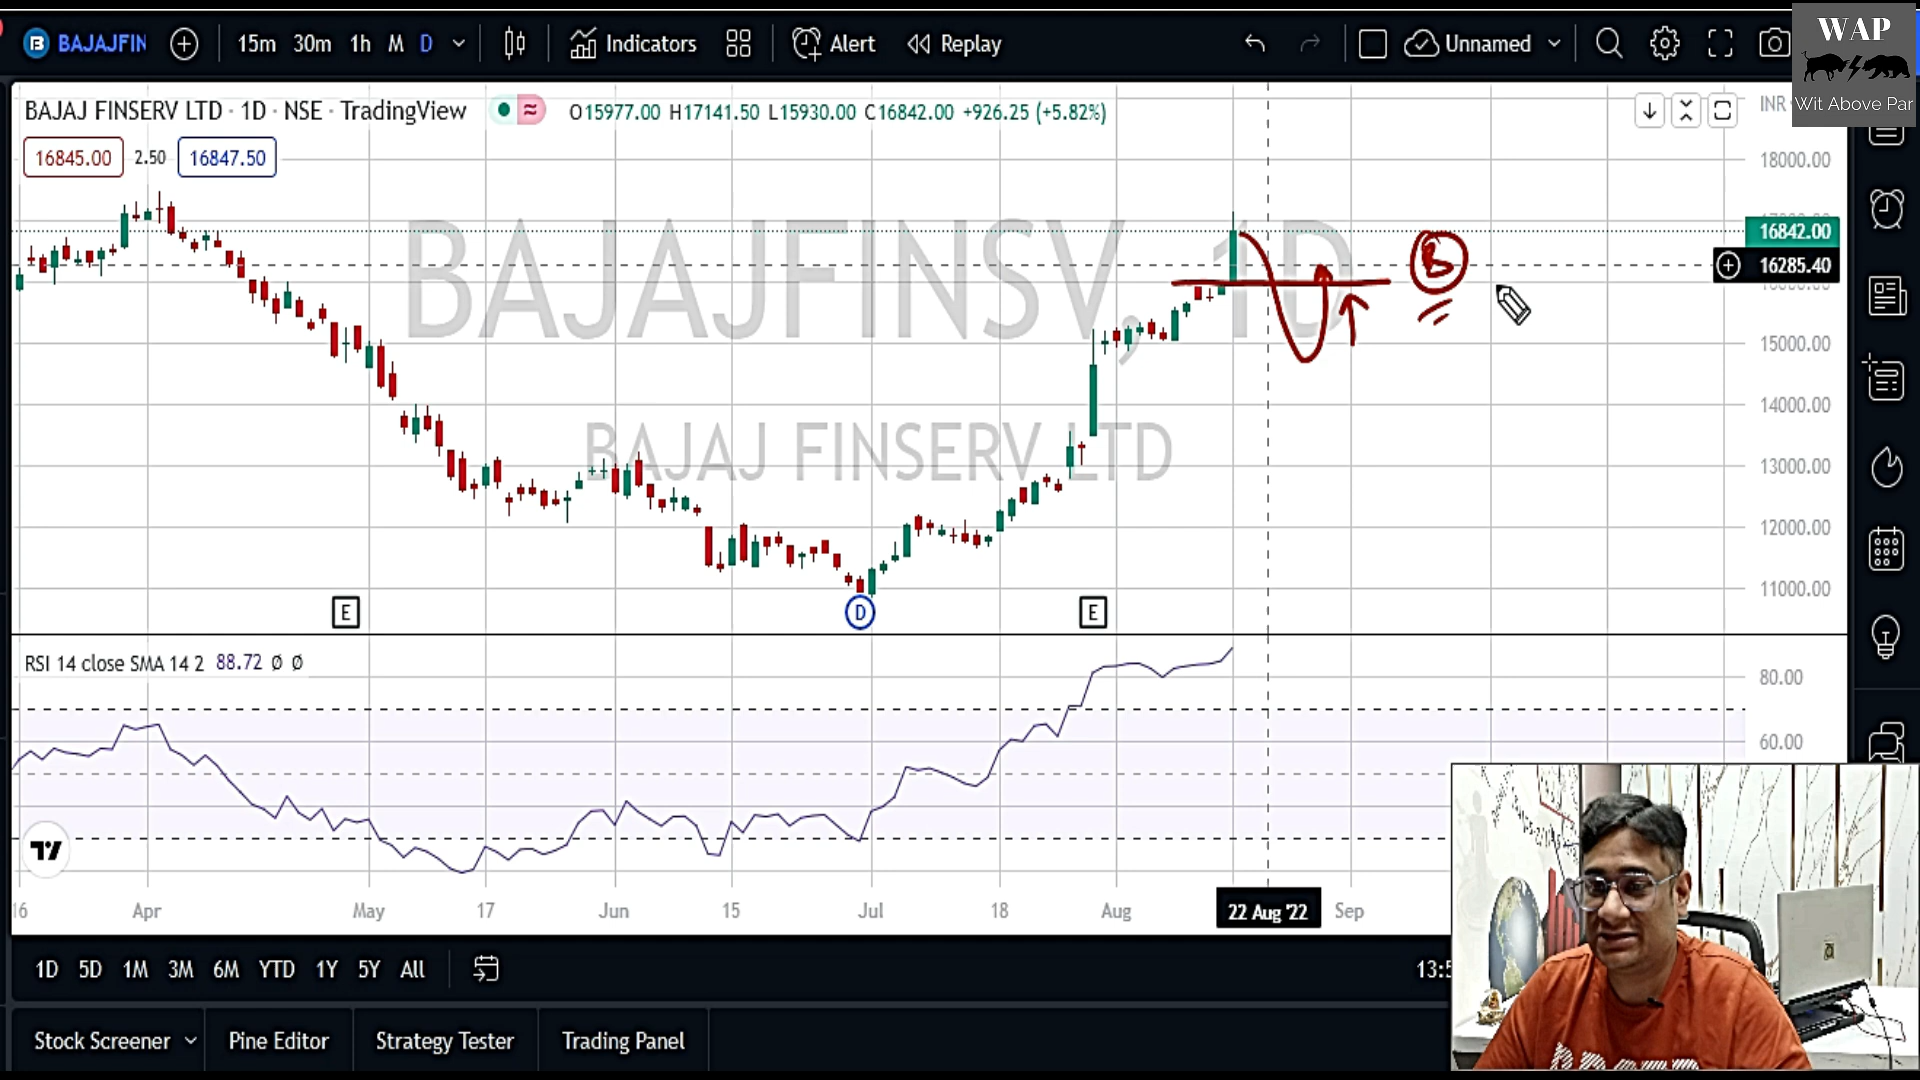 BAJAJFIN
15m 30m 1h M D
Indicators
Alert
Replay
Unnamed
WAP
Wit Above Par
BAJAJ FINSERV LTD · 1D · NSE · TradingView
≈
O15977.00 H17141.50 L15930.00 C16842.00 +926.25 (+5.82%)
INR
16845.00 2.50 16847.50
18000.00
16842.00
16285.40
15000.00
14000.00
13000.00
12000.00
11000.00
BAJAJFINSV, 1D
BAJAJ FINSERV LTD
B
E
D
E
RSI 14 close SMA 14 2 88.72 Ø Ø
80.00
60.00
16 Apr May 17 Jun 15 Jul 18 Aug 22 Aug '22 Sep
1D 5D 1M 3M 6M YTD 1Y 5Y All
13:5
Stock Screener Pine Editor Strategy Tester Trading Panel